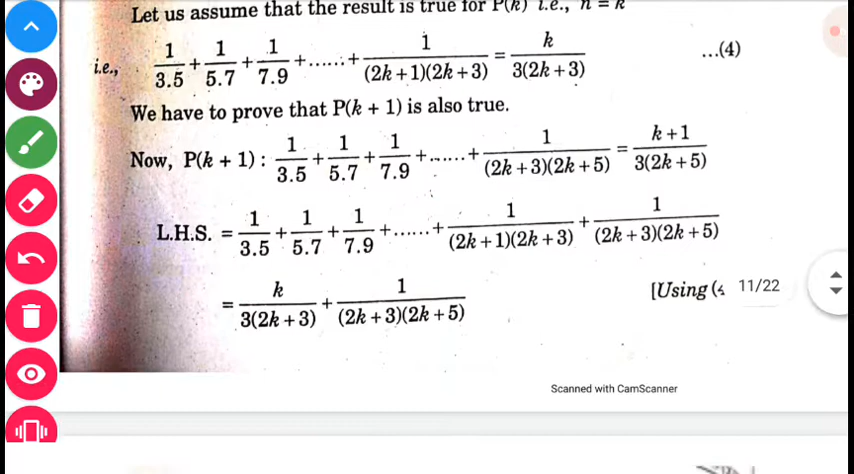 Let us assume that the result is true for P(k) i.e., n = k
i.e., 1/3.5 + 1/5.7 + 1/7.9 + ...... + 1/(2k+1)(2k+3) = k/3(2k+3) ...(4)
We have to prove that P(k + 1) is also true.
Now, P(k + 1) : 1/3.5 + 1/5.7 + 1/7.9 + ...... + 1/(2k+3)(2k+5) = k+1/3(2k+5)
L.H.S. = 1/3.5 + 1/5.7 + 1/7.9 + ...... + 1/(2k+1)(2k+3) + 1/(2k+3)(2k+5)
= k/3(2k+3) + 1/(2k+3)(2k+5) [Using (4
11/22
Scanned with CamScanner